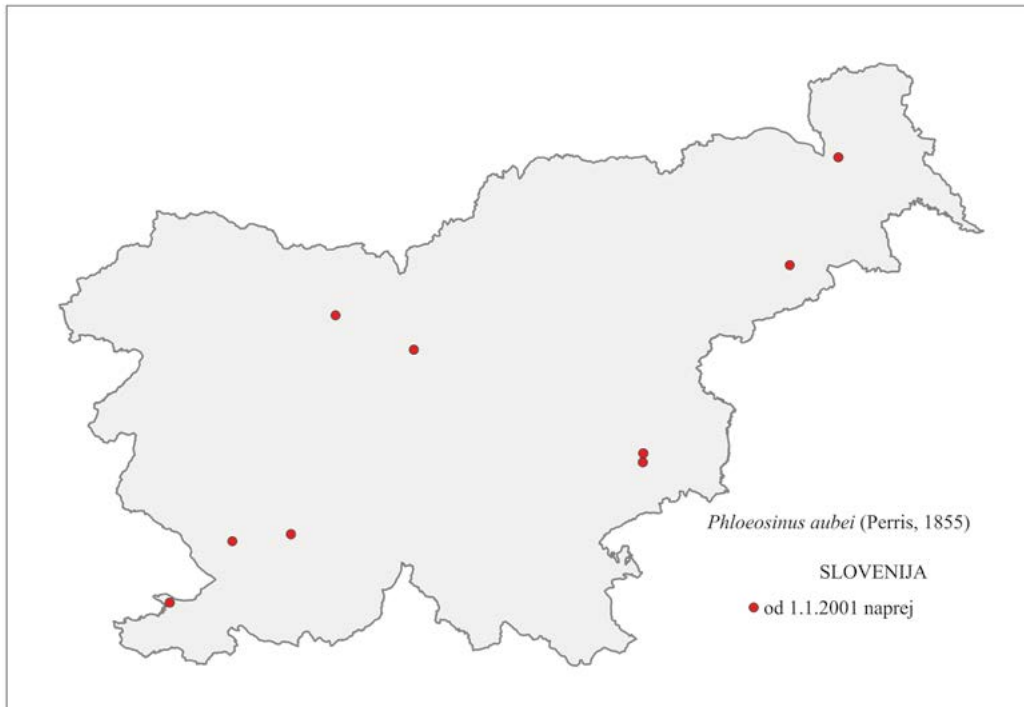 Phloeosinus aubei (Perris, 1855)
SLOVENIJA
od 1.1.2001 naprej